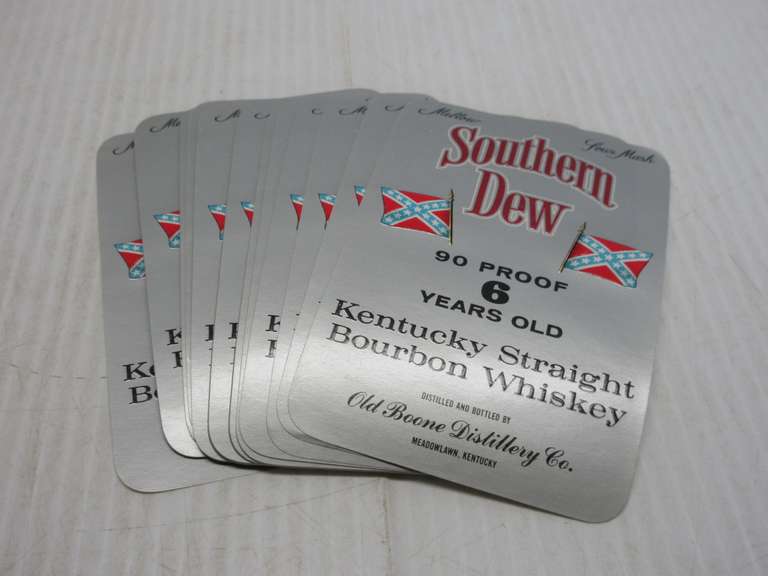 Mellow Sour Mash
Southern
Dew
90 PROOF
6
YEARS OLD
Kentucky Straight
Bourbon Whiskey
DISTILLED AND BOTTLED BY
Old Boone Distillery Co.
MEADOWLAWN, KENTUCKY